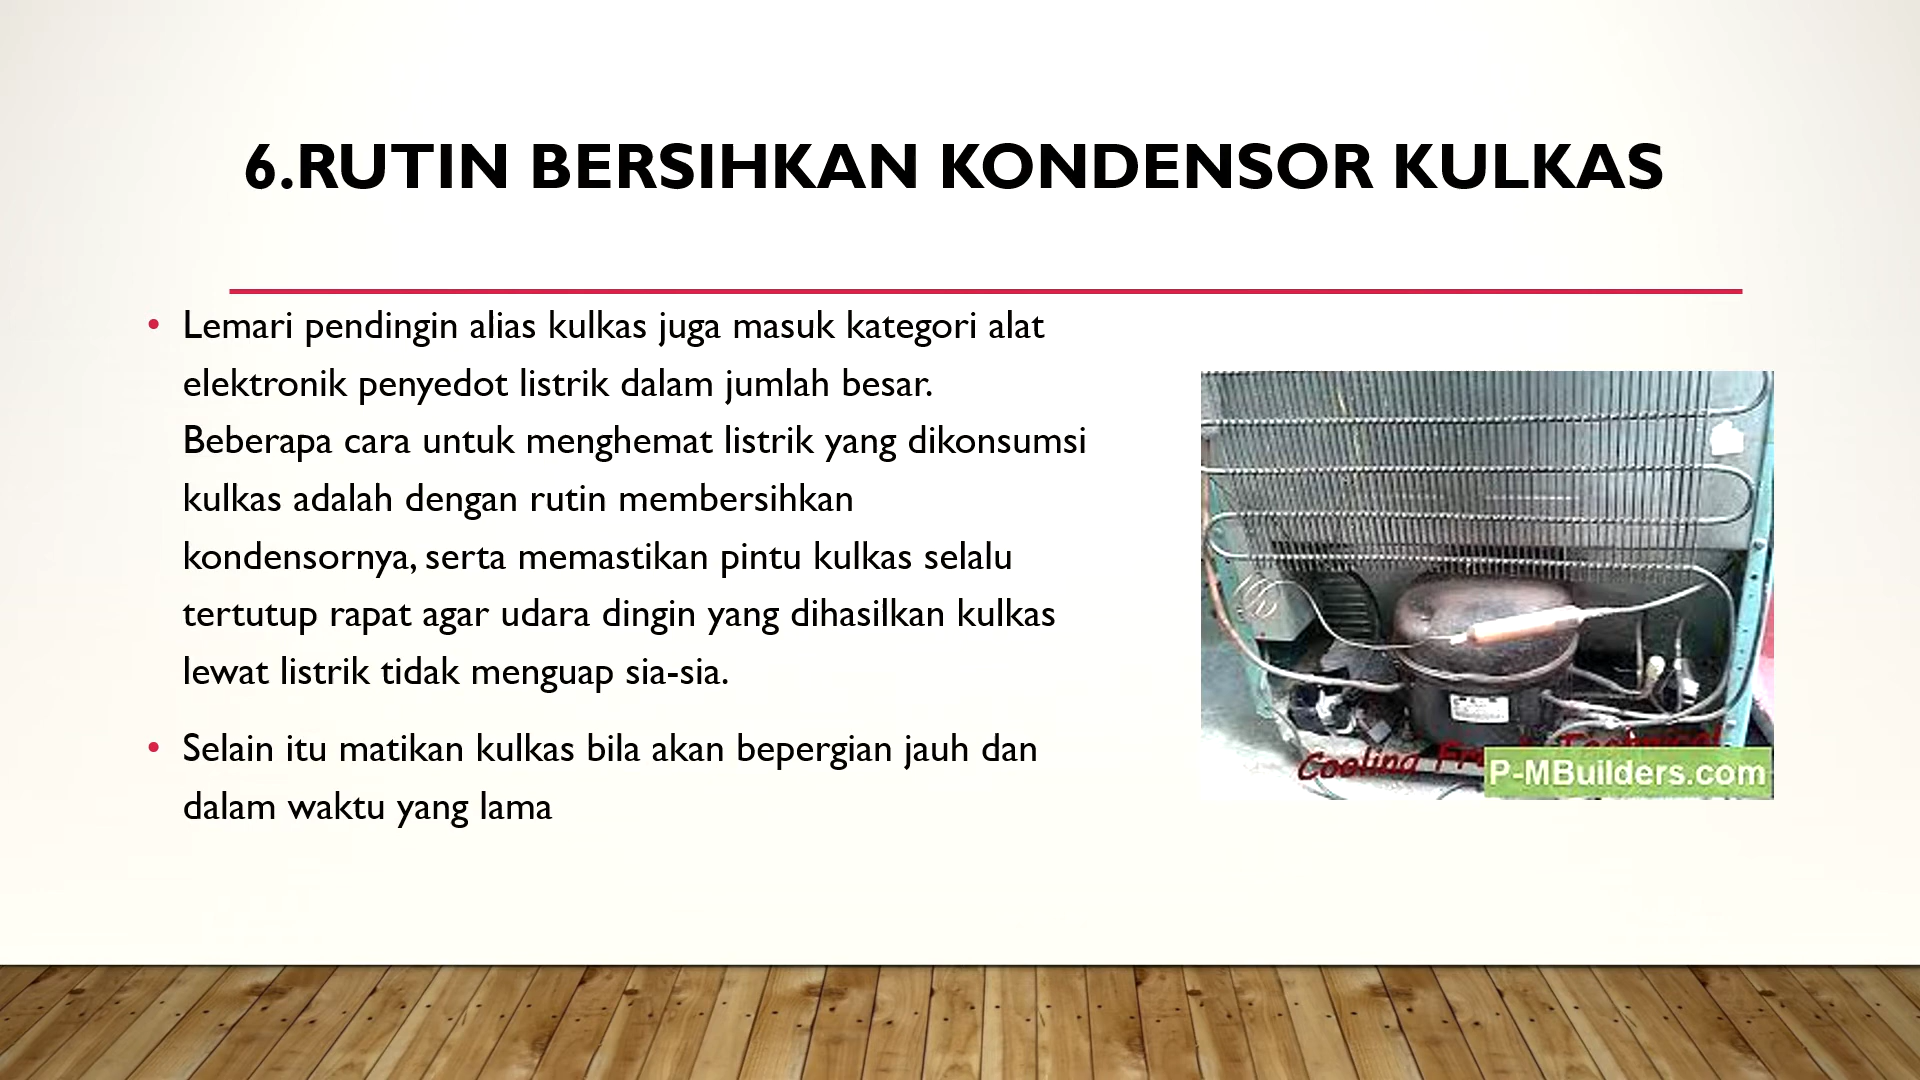 6.RUTIN BERSIHKAN KONDENSOR KULKAS
• Lemari pendingin alias kulkas juga masuk kategori alat
elektronik penyedot listrik dalam jumlah besar.
Beberapa cara untuk menghemat listrik yang dikonsumsi
kulkas adalah dengan rutin membersihkan
kondensornya, serta memastikan pintu kulkas selalu
tertutup rapat agar udara dingin yang dihasilkan kulkas
lewat listrik tidak menguap sia-sia.
• Selain itu matikan kulkas bila akan bepergian jauh dan
dalam waktu yang lama
Cooling
P-MBuilders.com